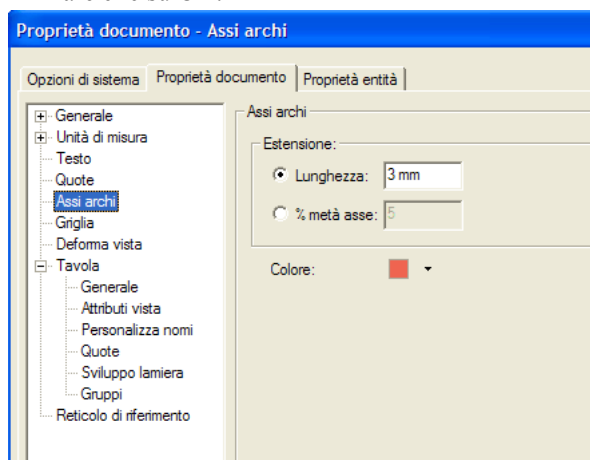 Proprietà documento - Assi archi
Opzioni di sistema
Proprietà documento
Proprietà entità
Generale
Unità di misura
Testo
Quote
Assi archi
Griglia
Deforma vista
Tavola
Generale
Attributi vista
Personalizza nomi
Quote
Sviluppo lamiera
Gruppi
Reticolo di riferimento
Assi archi
Estensione:
Lunghezza: 3 mm
% metà asse: 5
Colore: